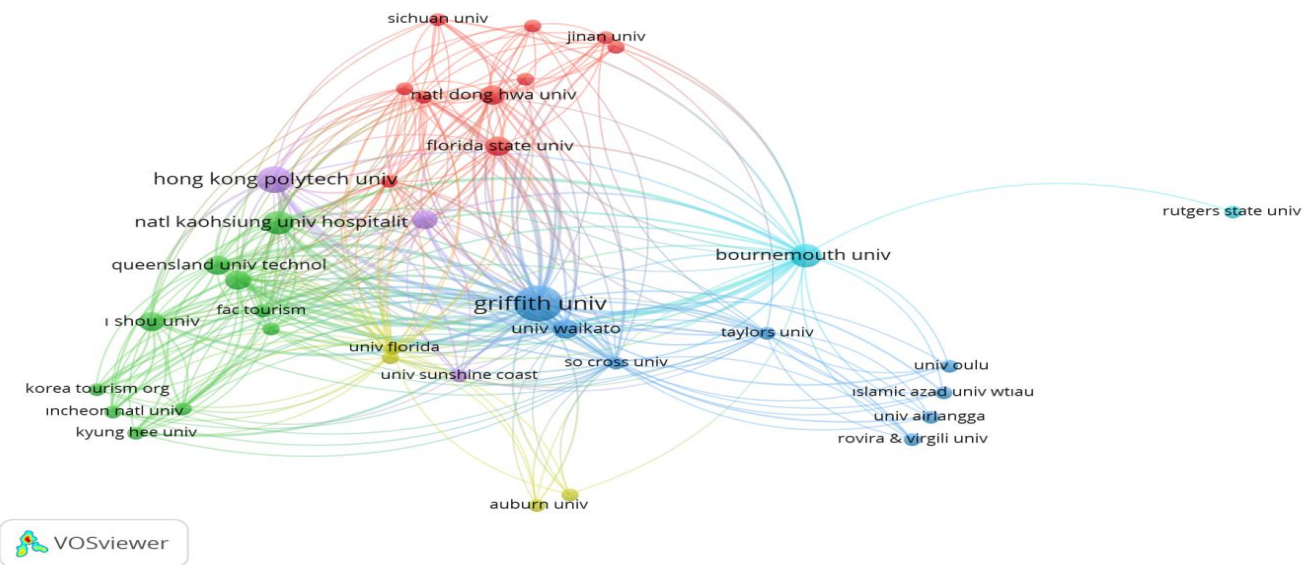 sichuan univ
jinan univ
natl dong hwa univ
florida state univ
hong kong polytech univ
rutgers state univ
natl kaohsiung univ hospitalit
bournemouth univ
queensland univ technol
griffith univ
fac tourism
ı shou univ
univ waikato
taylors univ
univ florida
so cross univ
univ oulu
univ sunshine coast
korea tourism org
ıslamic azad univ wtıau
ıncheon natl univ
univ airlangga
kyung hee univ
rovira & virgili univ
auburn univ
VOSviewer